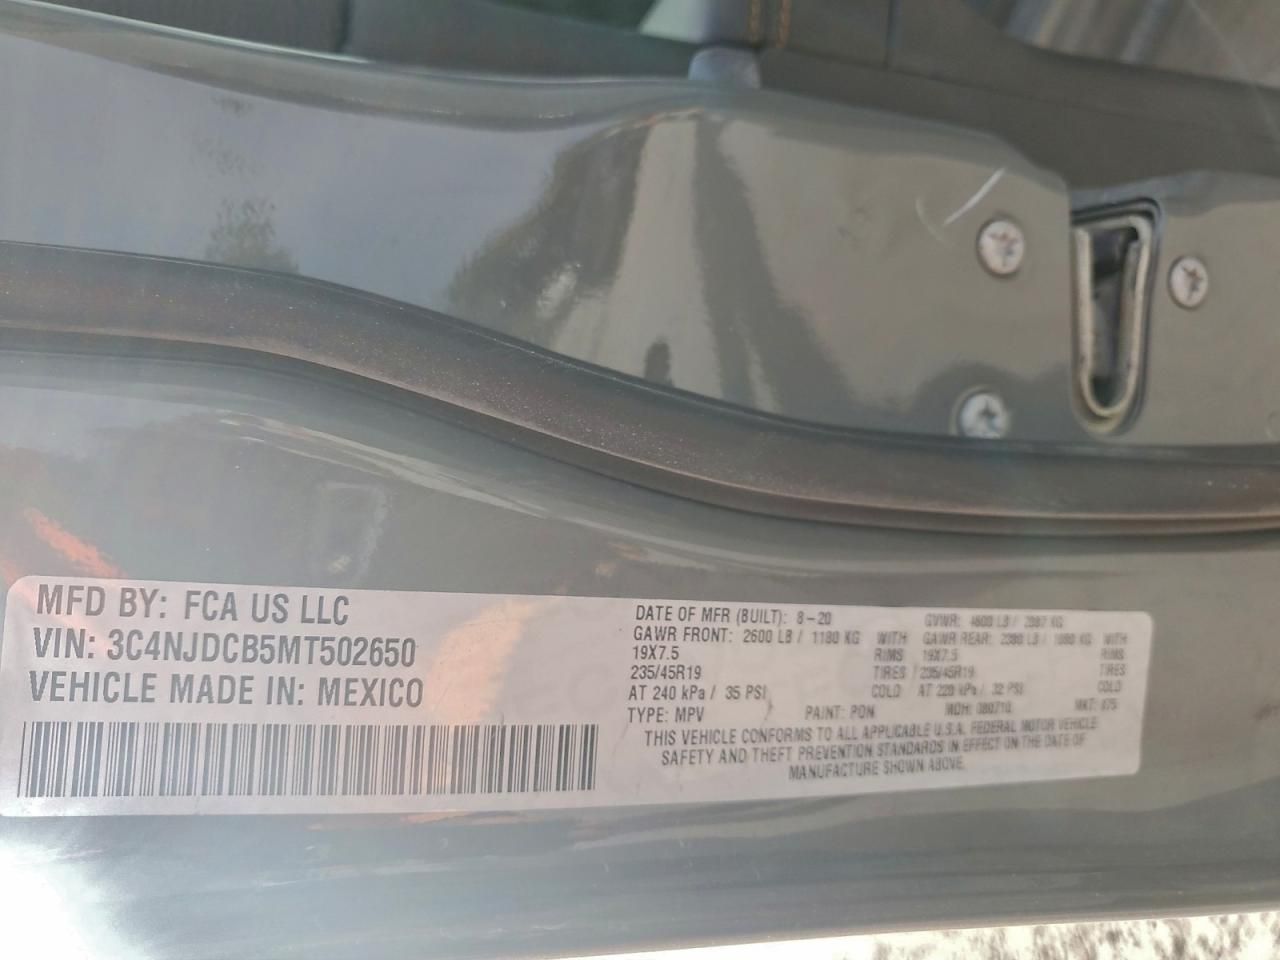 MFD BY: FCA US LLC
VIN: 3C4NJDCB5MT502650
VEHICLE MADE IN: MEXICO
DATE OF MFR (BUILT): 8-20 GVWR: 4600 LB / 2087 KG
GAWR FRONT: 2600 LB / 1180 KG WITH GAWR REAR: 2380 LB / 1080 KG WITH
19X7.5 RIMS 19X7.5 RIMS
235/45R19 TIRES 235/45R19 TIRES
AT 240 kPa / 35 PSI COLD AT 220 kPa / 32 PSI COLD
TYPE: MPV PAINT: PDN MDH: 080710 MKT:
THIS VEHICLE CONFORMS TO ALL APPLICABLE U.S.A. FEDERAL MOTOR VEHICLE
SAFETY AND THEFT PREVENTION STANDARDS IN EFFECT ON THE DATE OF
MANUFACTURE SHOWN ABOVE.